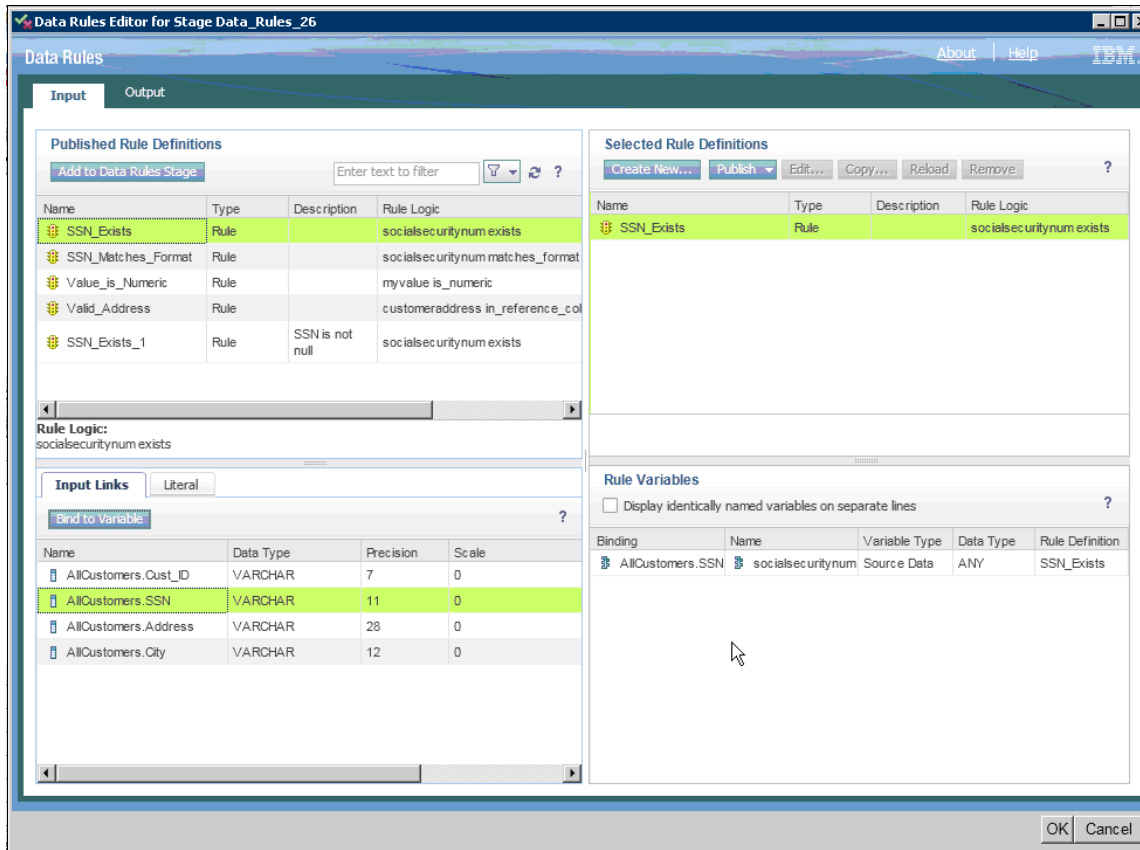 Data Rules Editor for Stage Data_Rules_26
Data Rules
About | Help
IBM.
Input Output
Published Rule Definitions
Add to Data Rules Stage Enter text to filter ?
Name Type Description Rule Logic
SSN_Exists Rule socialsecuritynum exists
SSN_Matches_Format Rule socialsecuritynum matches_format
Value_is_Numeric Rule myvalue is_numeric
Valid_Address Rule customeraddress in_reference_col
SSN_Exists_1 Rule SSN is not null socialsecuritynum exists
Rule Logic:
socialsecuritynum exists
Selected Rule Definitions
Create New... Publish Edit... Copy... Reload Remove ?
Name Type Description Rule Logic
SSN_Exists Rule socialsecuritynum exists
Input Links Literal
Bind to Variable ?
Name Data Type Precision Scale
AllCustomers.Cust_ID VARCHAR 7 0
AllCustomers.SSN VARCHAR 11 0
AllCustomers.Address VARCHAR 28 0
AllCustomers.City VARCHAR 12 0
Rule Variables
Display identically named variables on separate lines ?
Binding Name Variable Type Data Type Rule Definition
AllCustomers.SSN socialsecuritynum Source Data ANY SSN_Exists
OK Cancel